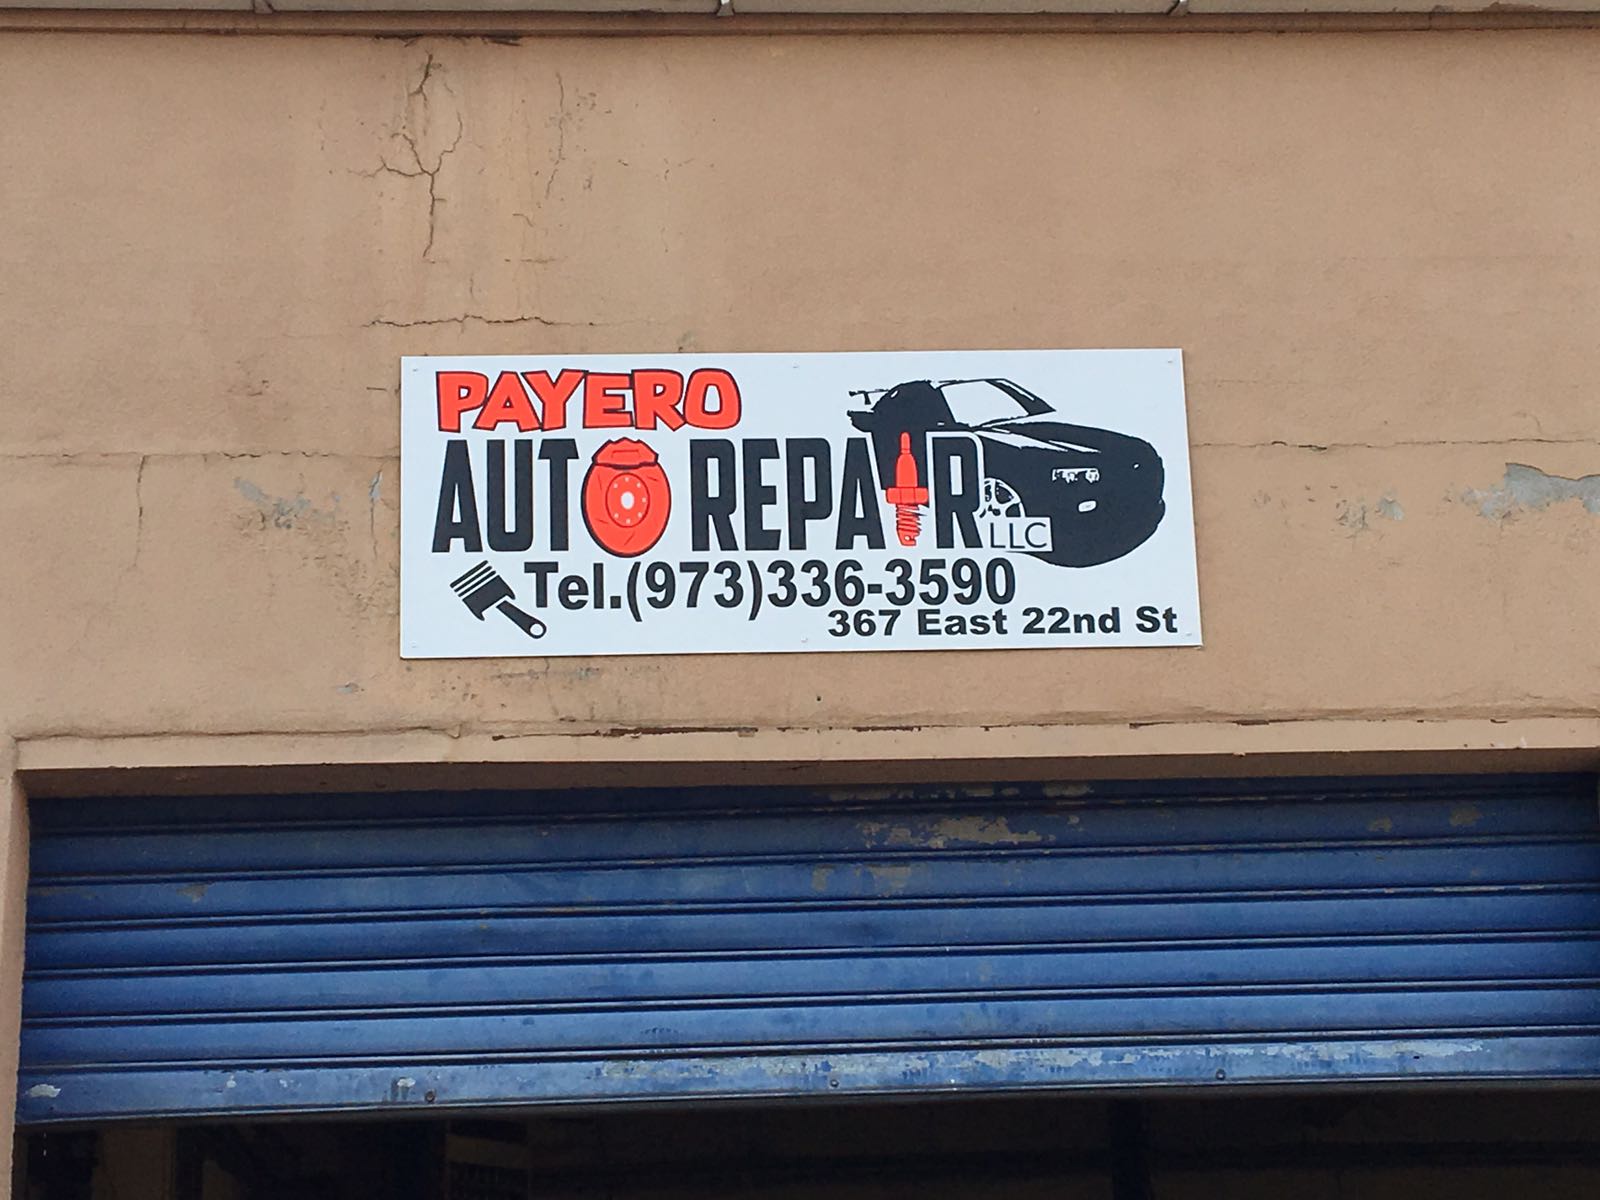 PAYERO
AUTO REPAIR LLC
Tel.(973)336-3590
367 East 22nd St